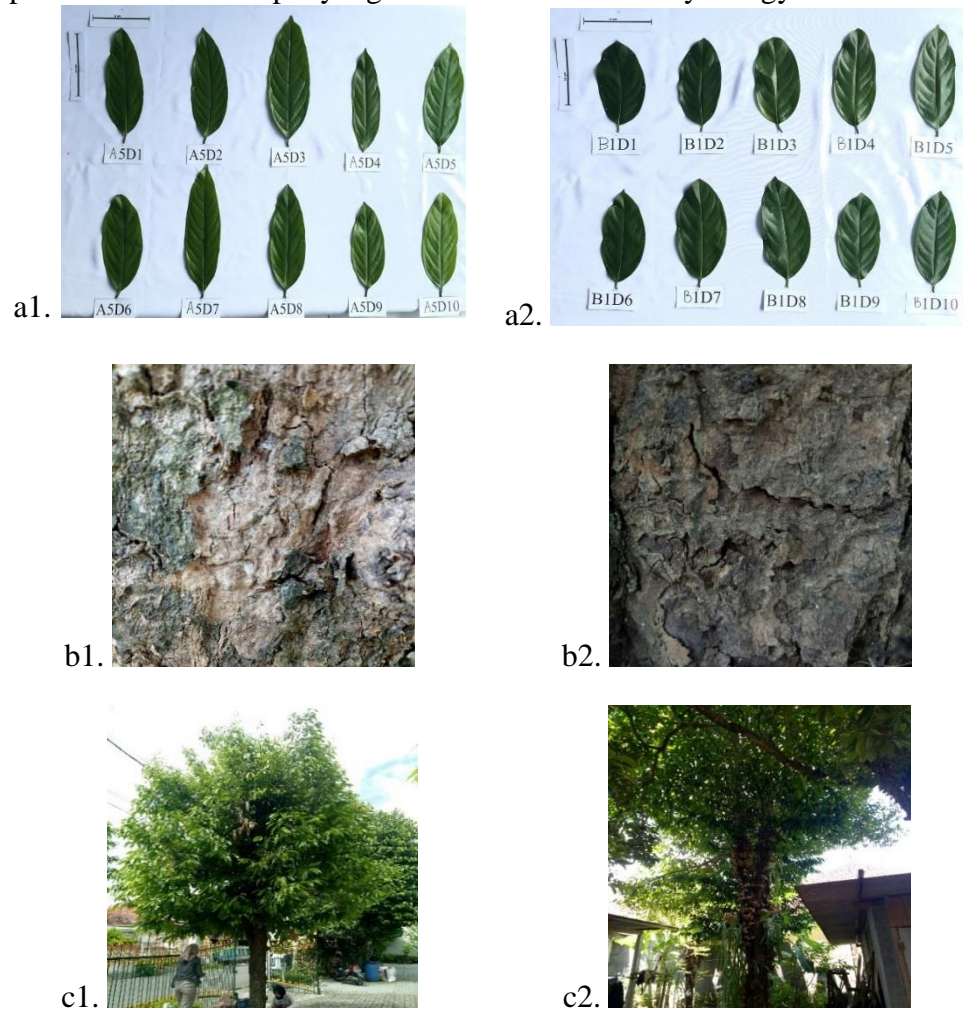 A5D1 A5D2 A5D3 A5D4 A5D5
A5D6 A5D7 A5D8 A5D9 A5D10
a1.
B1D1 B1D2 B1D3 B1D4 B1D5
B1D6 B1D7 B1D8 B1D9 B1D10
a2.
b1. b2.
c1. c2.